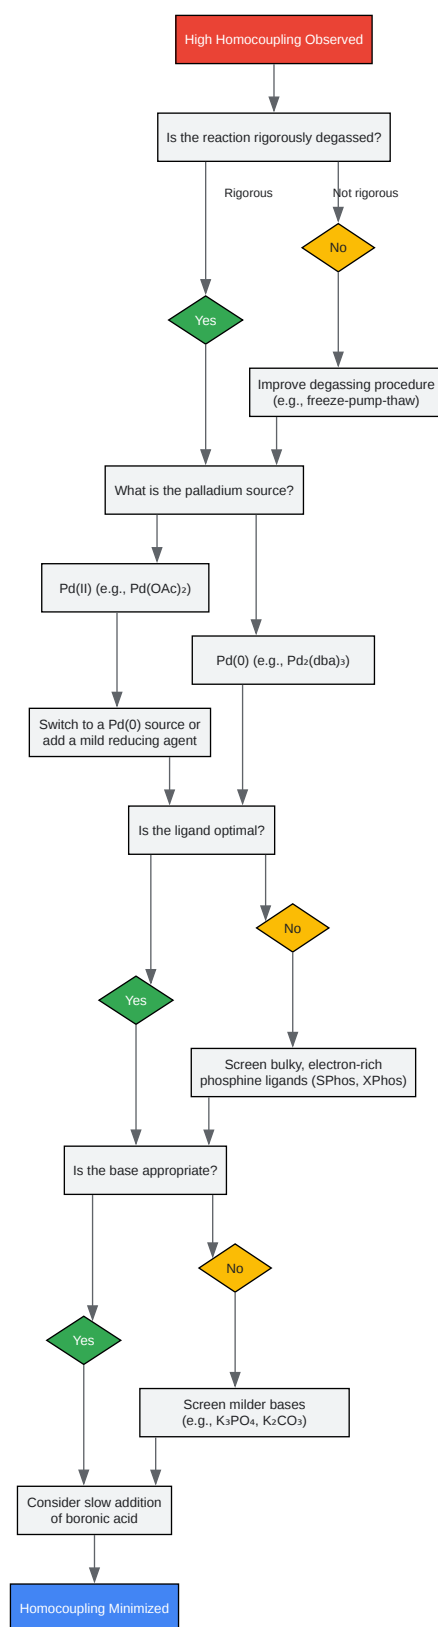 High Homocoupling Observed
Is the reaction rigorously degassed?
Rigorous
Not rigorous
No
Yes
Improve degassing procedure
(e.g., freeze-pump-thaw)
What is the palladium source?
Pd(II) (e.g., Pd(OAc)₂)
Pd(0) (e.g., Pd₂(dba)₃)
Switch to a Pd(0) source or
add a mild reducing agent
Is the ligand optimal?
No
Yes
Screen bulky, electron-rich
phosphine ligands (SPhos, XPhos)
Is the base appropriate?
No
Yes
Screen milder bases
(e.g., K₃PO₄, K₂CO₃)
Consider slow addition
of boronic acid
Homocoupling Minimized